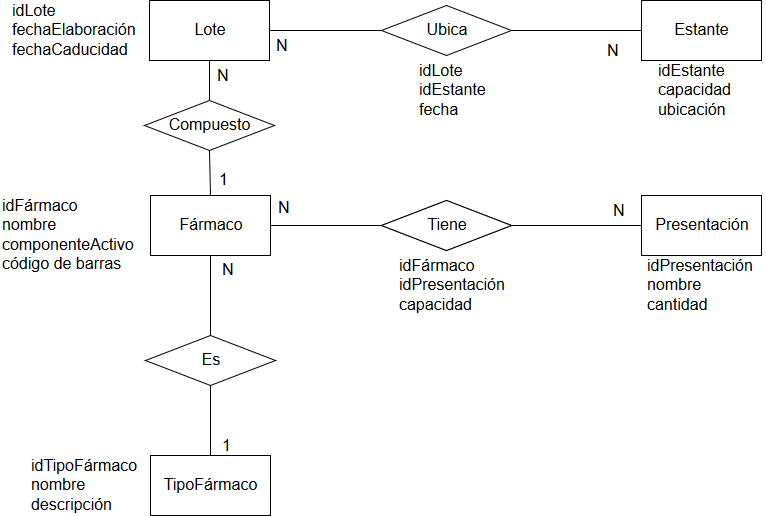 idLote
fechaElaboración
fechaCaducidad
Lote
N
Ubica
N
Estante
idLote
idEstante
fecha
idEstante
capacidad
ubicación
N
Compuesto
1
idFármaco
nombre
componenteActivo
código de barras
Fármaco
N
Tiene
N
Presentación
idFármaco
idPresentación
capacidad
idPresentación
nombre
cantidad
N
Es
1
idTipoFármaco
nombre
descripción
TipoFármaco